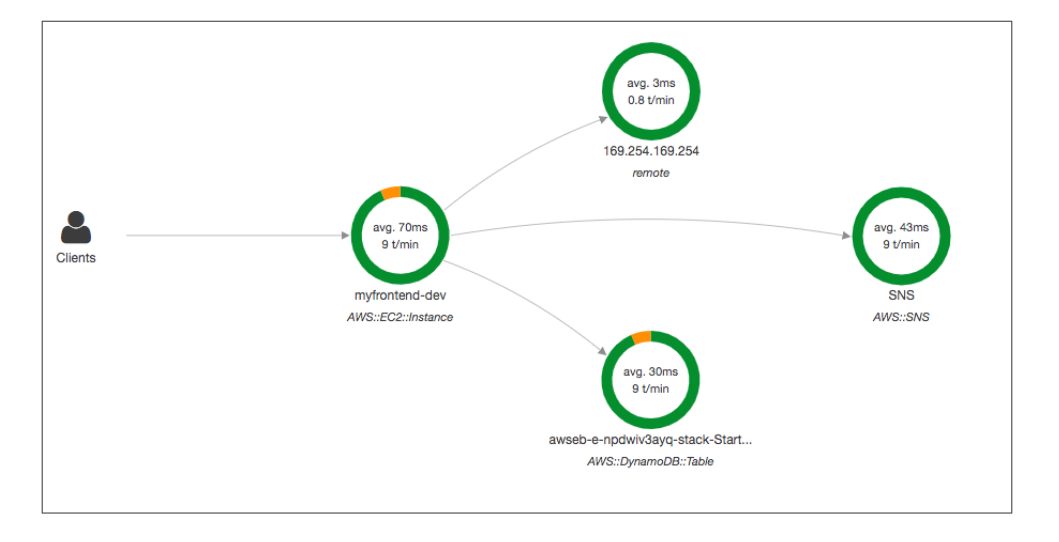 Clients
avg. 70ms
9 t/min
myfrontend-dev
AWS::EC2::Instance
avg. 3ms
0.8 t/min
169.254.169.254
remote
avg. 43ms
9 t/min
SNS
AWS::SNS
avg. 30ms
9 t/min
awseb-e-npdwiv3ayq-stack-Start...
AWS::DynamoDB::Table